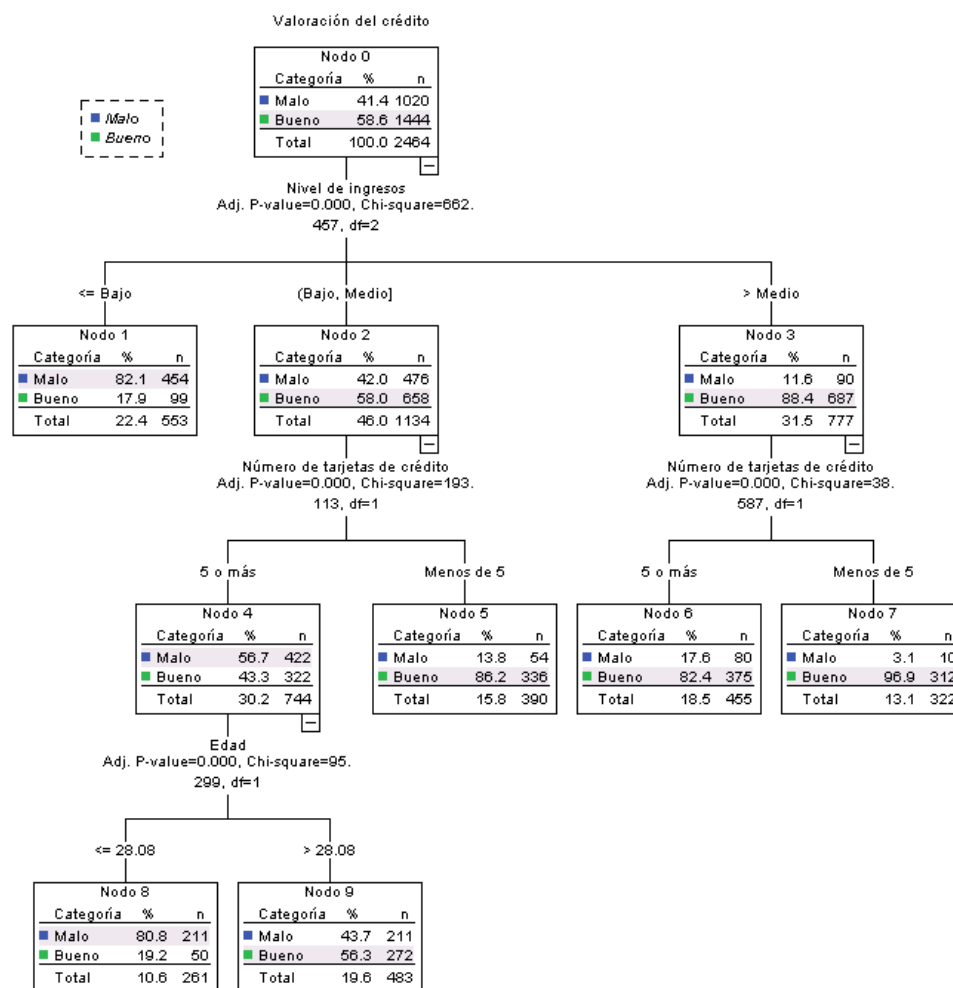 Valoración del crédito
Malo
Bueno
Nodo 0
Categoría % n
Malo 41.4 1020
Bueno 58.6 1444
Total 100.0 2464
Nivel de ingresos
Adj. P-value=0.000, Chi-square=662.
457, df=2
<= Bajo
(Bajo, Medio]
> Medio
Nodo 1
Categoría % n
Malo 82.1 454
Bueno 17.9 99
Total 22.4 553
Nodo 2
Categoría % n
Malo 42.0 476
Bueno 58.0 658
Total 46.0 1134
Nodo 3
Categoría % n
Malo 11.6 90
Bueno 88.4 687
Total 31.5 777
Número de tarjetas de crédito
Adj. P-value=0.000, Chi-square=193.
113, df=1
Número de tarjetas de crédito
Adj. P-value=0.000, Chi-square=38.
587, df=1
5 o más
Menos de 5
5 o más
Menos de 5
Nodo 4
Categoría % n
Malo 56.7 422
Bueno 43.3 322
Total 30.2 744
Nodo 5
Categoría % n
Malo 13.8 54
Bueno 86.2 336
Total 15.8 390
Nodo 6
Categoría % n
Malo 17.6 80
Bueno 82.4 375
Total 18.5 455
Nodo 7
Categoría % n
Malo 3.1 10
Bueno 96.9 312
Total 13.1 322
Edad
Adj. P-value=0.000, Chi-square=95.
299, df=1
<= 28.08
> 28.08
Nodo 8
Categoría % n
Malo 80.8 211
Bueno 19.2 50
Total 10.6 261
Nodo 9
Categoría % n
Malo 43.7 211
Bueno 56.3 272
Total 19.6 483